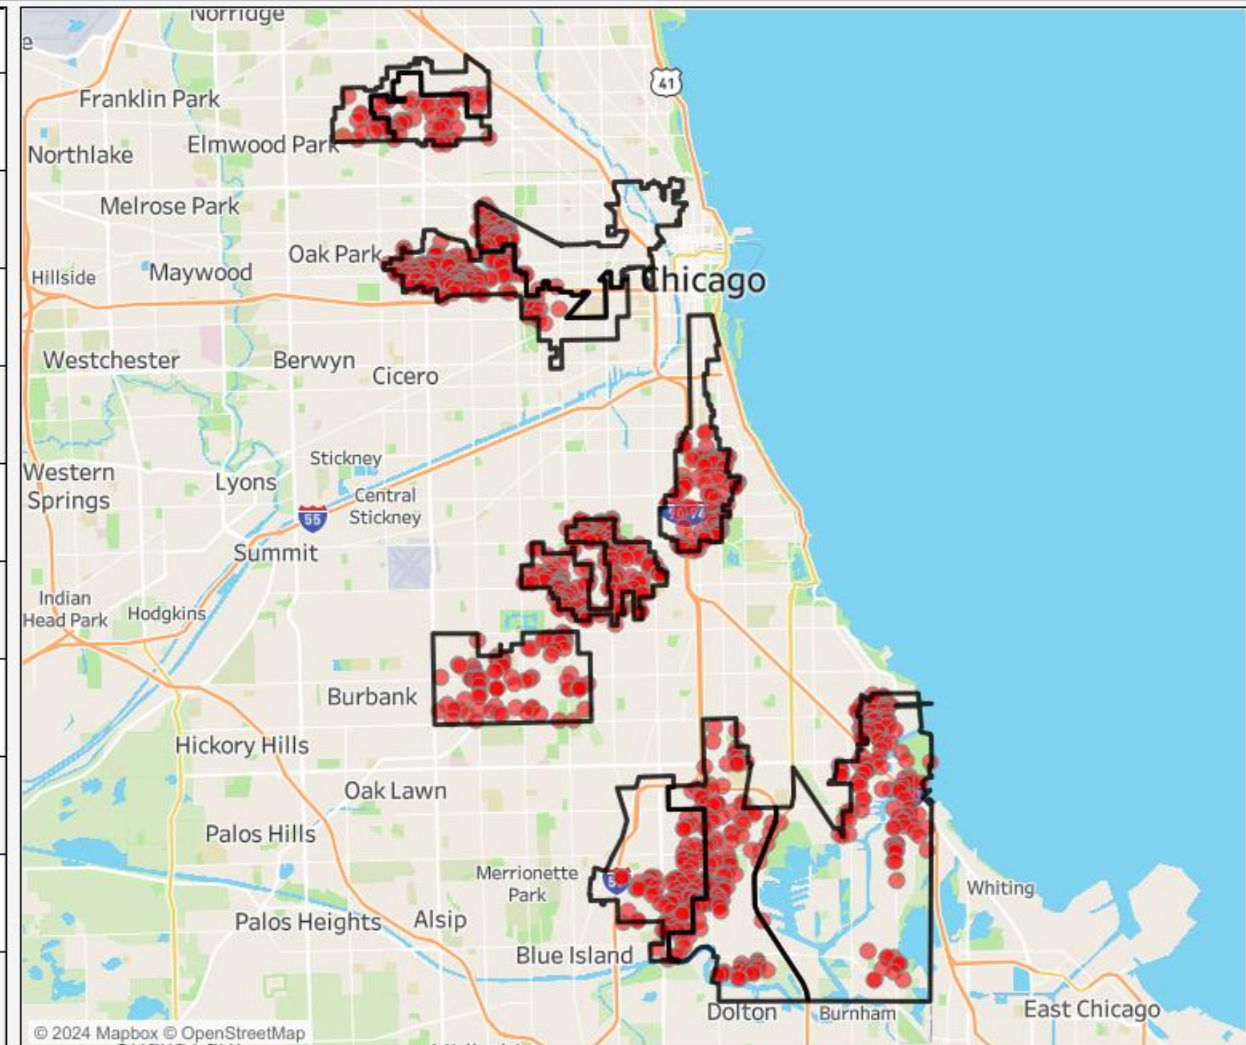 Norridge
e
41
Franklin Park
Elmwood Park
Northlake
Melrose Park
Oak Park
Maywood
Hillside
Chicago
Westchester
Berwyn
Cicero
Western
Springs
Stickney
Lyons
Central
Stickney
55
Summit
Indian
Head Park
Hodgkins
Burbank
Hickory Hills
Oak Lawn
Palos Hills
Merrionette
Park
Palos Heights
Alsip
Whiting
Blue Island
Dolton
Burnham
East Chicago
© 2024 Mapbox © OpenStreetMap